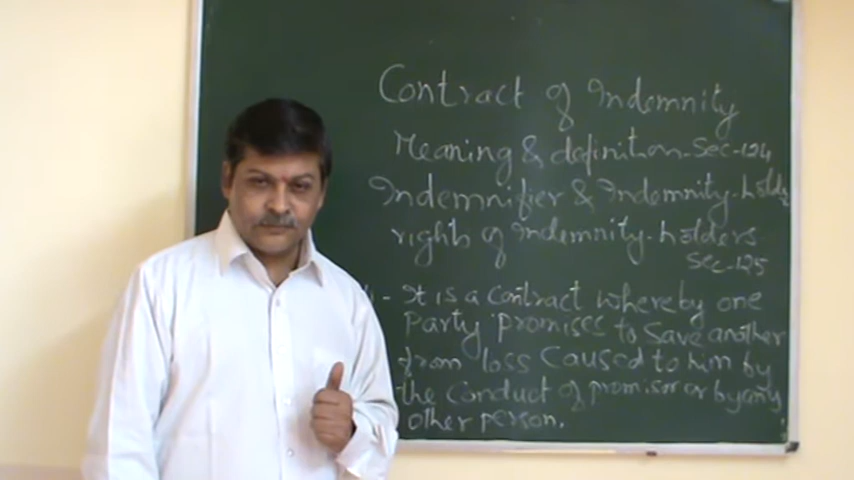 Contract of Indemnity
Meaning & definition-Sec-124
Indemnifier & Indemnity-holder
rights of Indemnity-holders
Sec-125
- It is a contract whereby one
Party promises to Save another
from loss Caused to him by
the conduct of promisor or by any
other person.